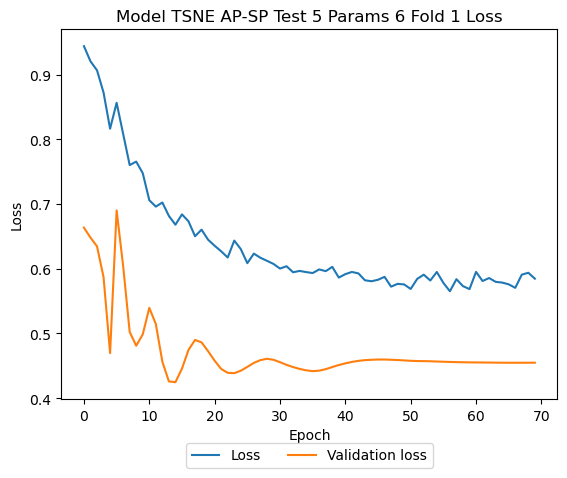 Model TSNE AP-SP Test 5 Params 6 Fold 1 Loss
Loss
0.9
0.8
0.7
0.6
0.5
0.4
0 10 20 30 40 50 60 70
Epoch
Loss Validation loss